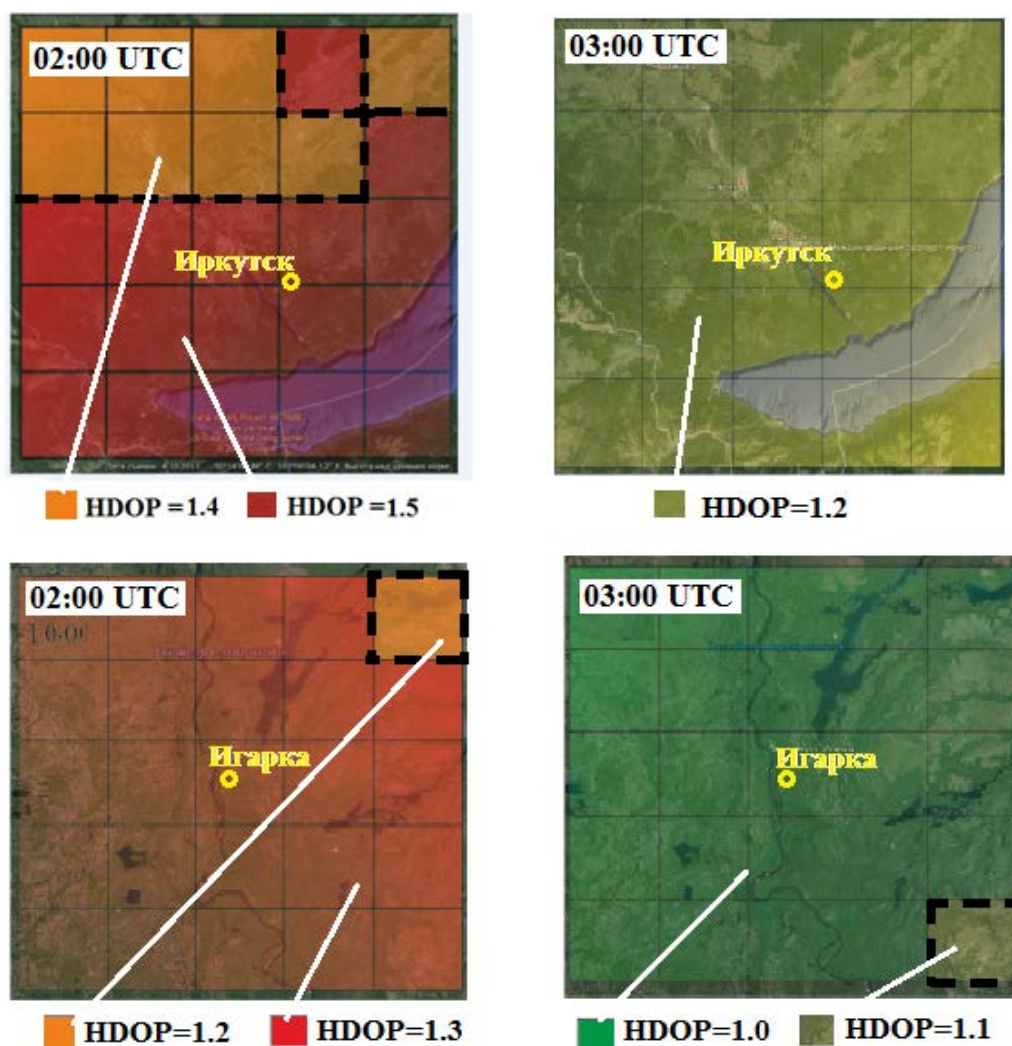 02:00 UTC
03:00 UTC
Иркутск
Иркутск
HDOP =1.4
HDOP =1.5
HDOP=1.2
02:00 UTC
03:00 UTC
Игарка
Игарка
HDOP=1.2
HDOP=1.3
HDOP=1.0
HDOP=1.1